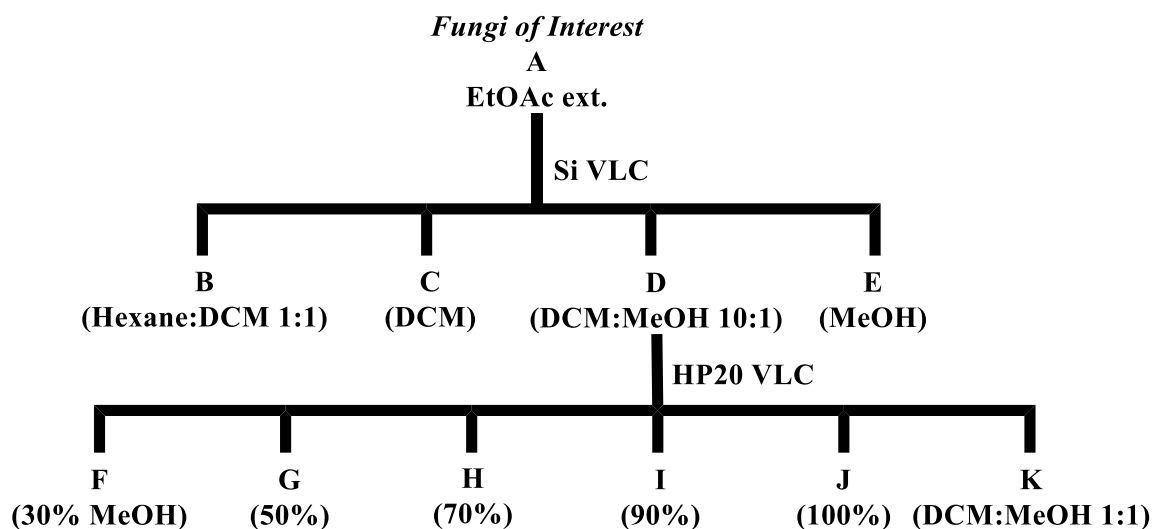 Fungi of Interest
A
EtOAc ext.
Si VLC
B C D E
(Hexane:DCM 1:1) (DCM) (DCM:MeOH 10:1) (MeOH)
HP20 VLC
F G H I J K
(30% MeOH) (50%) (70%) (90%) (100%) (DCM:MeOH 1:1)